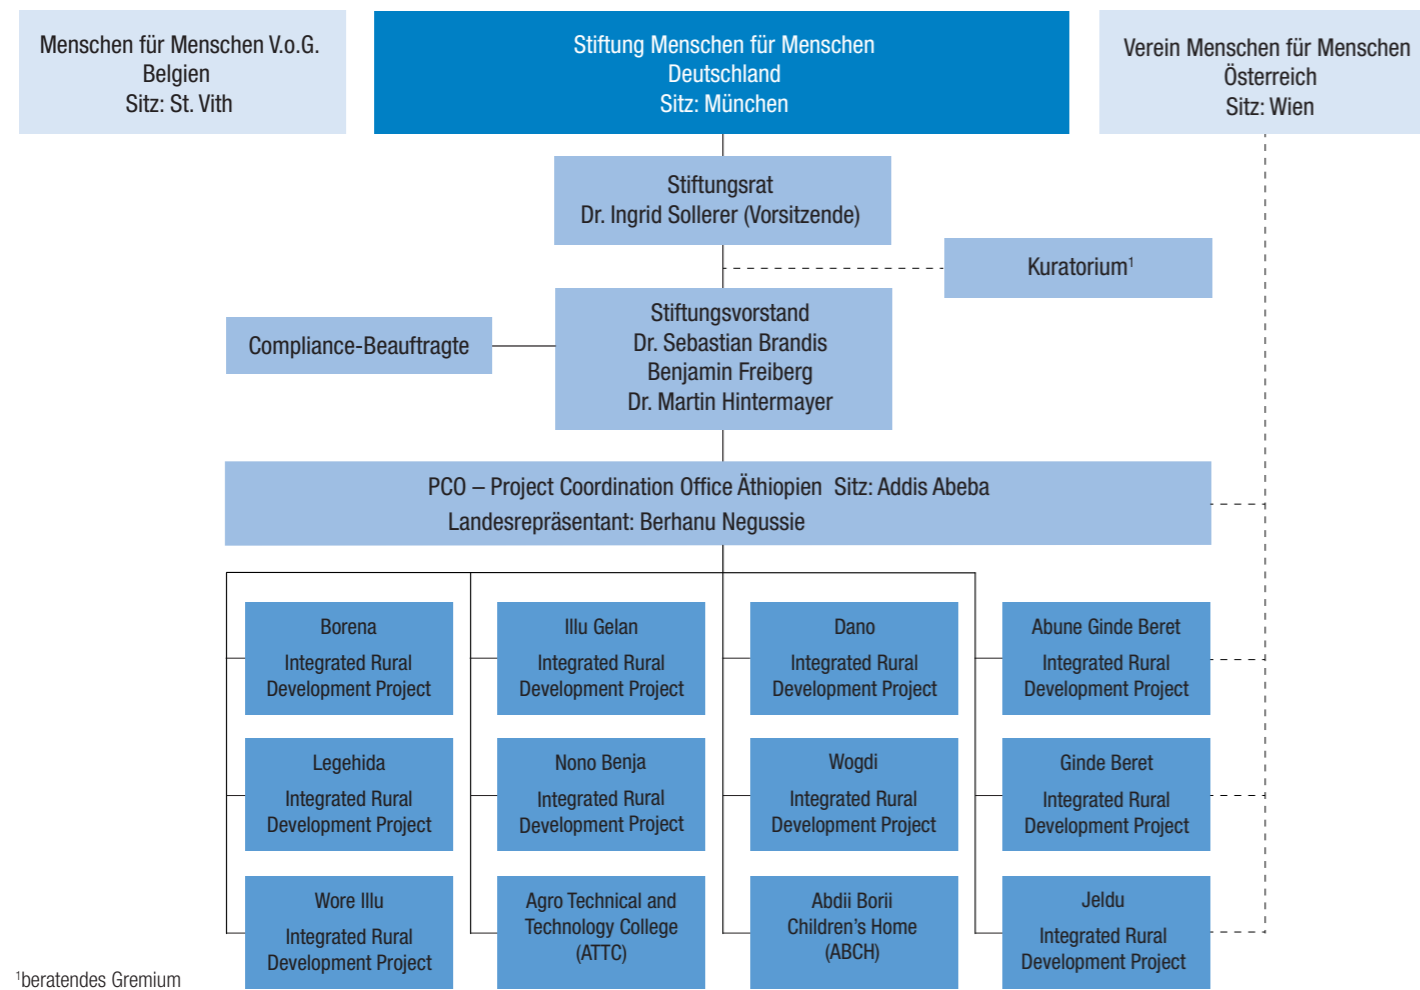 Menschen für Menschen V.o.G.
Belgien
Sitz: St. Vith
Stiftung Menschen für Menschen
Deutschland
Sitz: München
Verein Menschen für Menschen
Österreich
Sitz: Wien
Stiftungsrat
Dr. Ingrid Sollerer (Vorsitzende)
Kuratorium¹
Compliance-Beauftragte
Stiftungsvorstand
Dr. Sebastian Brandis
Benjamin Freiberg
Dr. Martin Hintermayer
PCO – Project Coordination Office Äthiopien Sitz: Addis Abeba
Landesrepräsentant: Berhanu Negussie
Borena
Integrated Rural
Development Project
Illu Gelan
Integrated Rural
Development Project
Dano
Integrated Rural
Development Project
Abune Ginde Beret
Integrated Rural
Development Project
Legehida
Integrated Rural
Development Project
Nono Benja
Integrated Rural
Development Project
Wogdi
Integrated Rural
Development Project
Ginde Beret
Integrated Rural
Development Project
Wore Illu
Integrated Rural
Development Project
Agro Technical and
Technology College
(ATTC)
Abdii Borii
Children's Home
(ABCH)
Jeldu
Integrated Rural
Development Project
¹beratendes Gremium